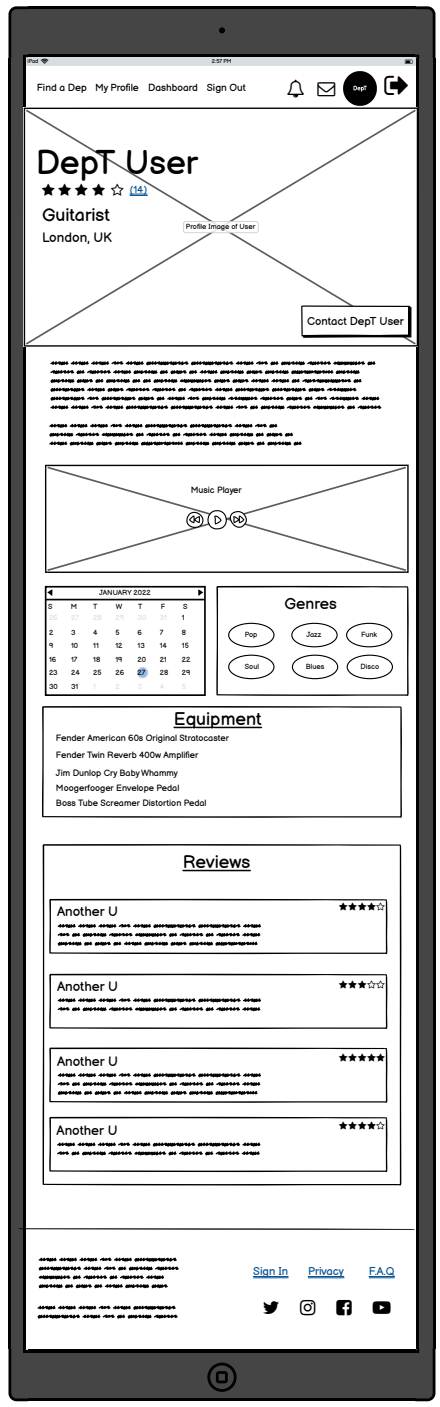 iPod 2:57 PM
Find a Dep My Profile Dashboard Sign Out DepT
DepT User
(14)
Guitarist
London, UK
Profile Image of User
Contact DepT User
Music Player
JANUARY 2022
S M T W T F S
26 27 28 29 30 31 1
2 3 4 5 6 7 8
9 10 11 12 13 14 15
16 17 18 19 20 21 22
23 24 25 26 27 28 29
30 31 1 2 3 4 5
Genres
Pop Jazz Funk
Soul Blues Disco
Equipment
Fender American 60s Original Stratocaster
Fender Twin Reverb 400w Amplifier
Jim Dunlop Cry Baby Whammy
Moogerfooger Envelope Pedal
Boss Tube Screamer Distortion Pedal
Reviews
Another U
Another U
Another U
Another U
Sign In Privacy F.A.Q